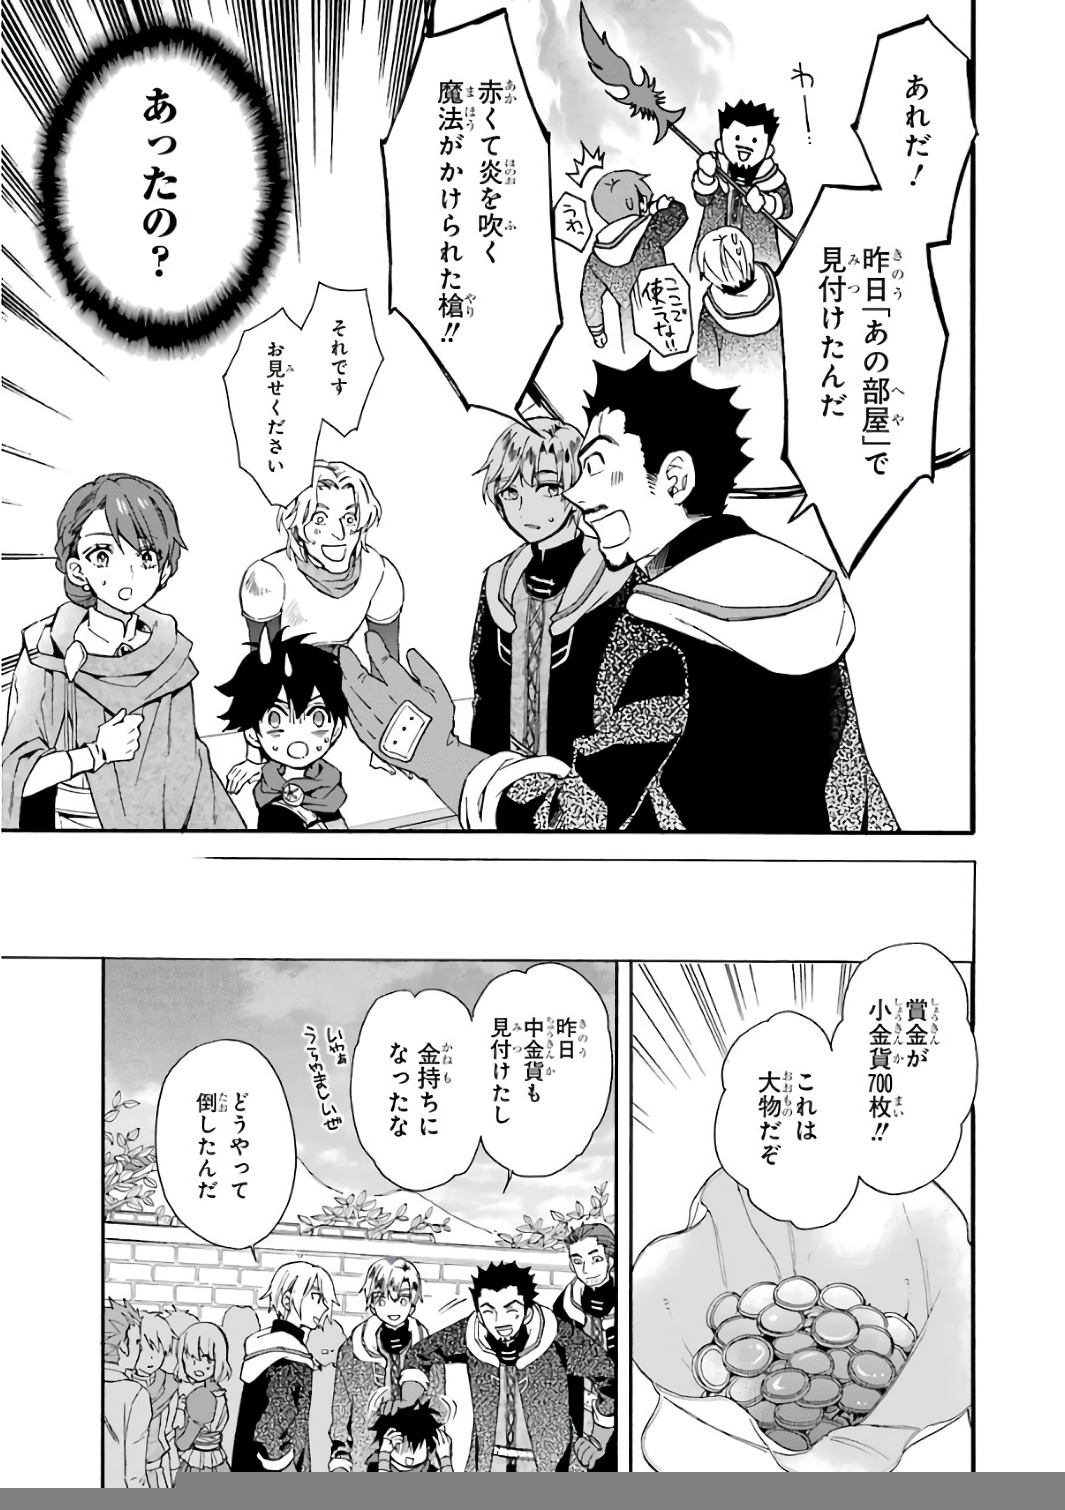 あれだ!
昨日「あの部屋」で
見付けたんだ
わー
うわ
ここで
使うな!!
赤くて炎を吹く
魔法がかけられた槍!!
それです
お見せください
あったの?
賞金が
小金貨700枚!!
これは
大物だぞ
昨日
中金貨も
見付けたし
金持ちに
なったな
いやぁ
うらやましいぜ
どうやって
倒したんだ